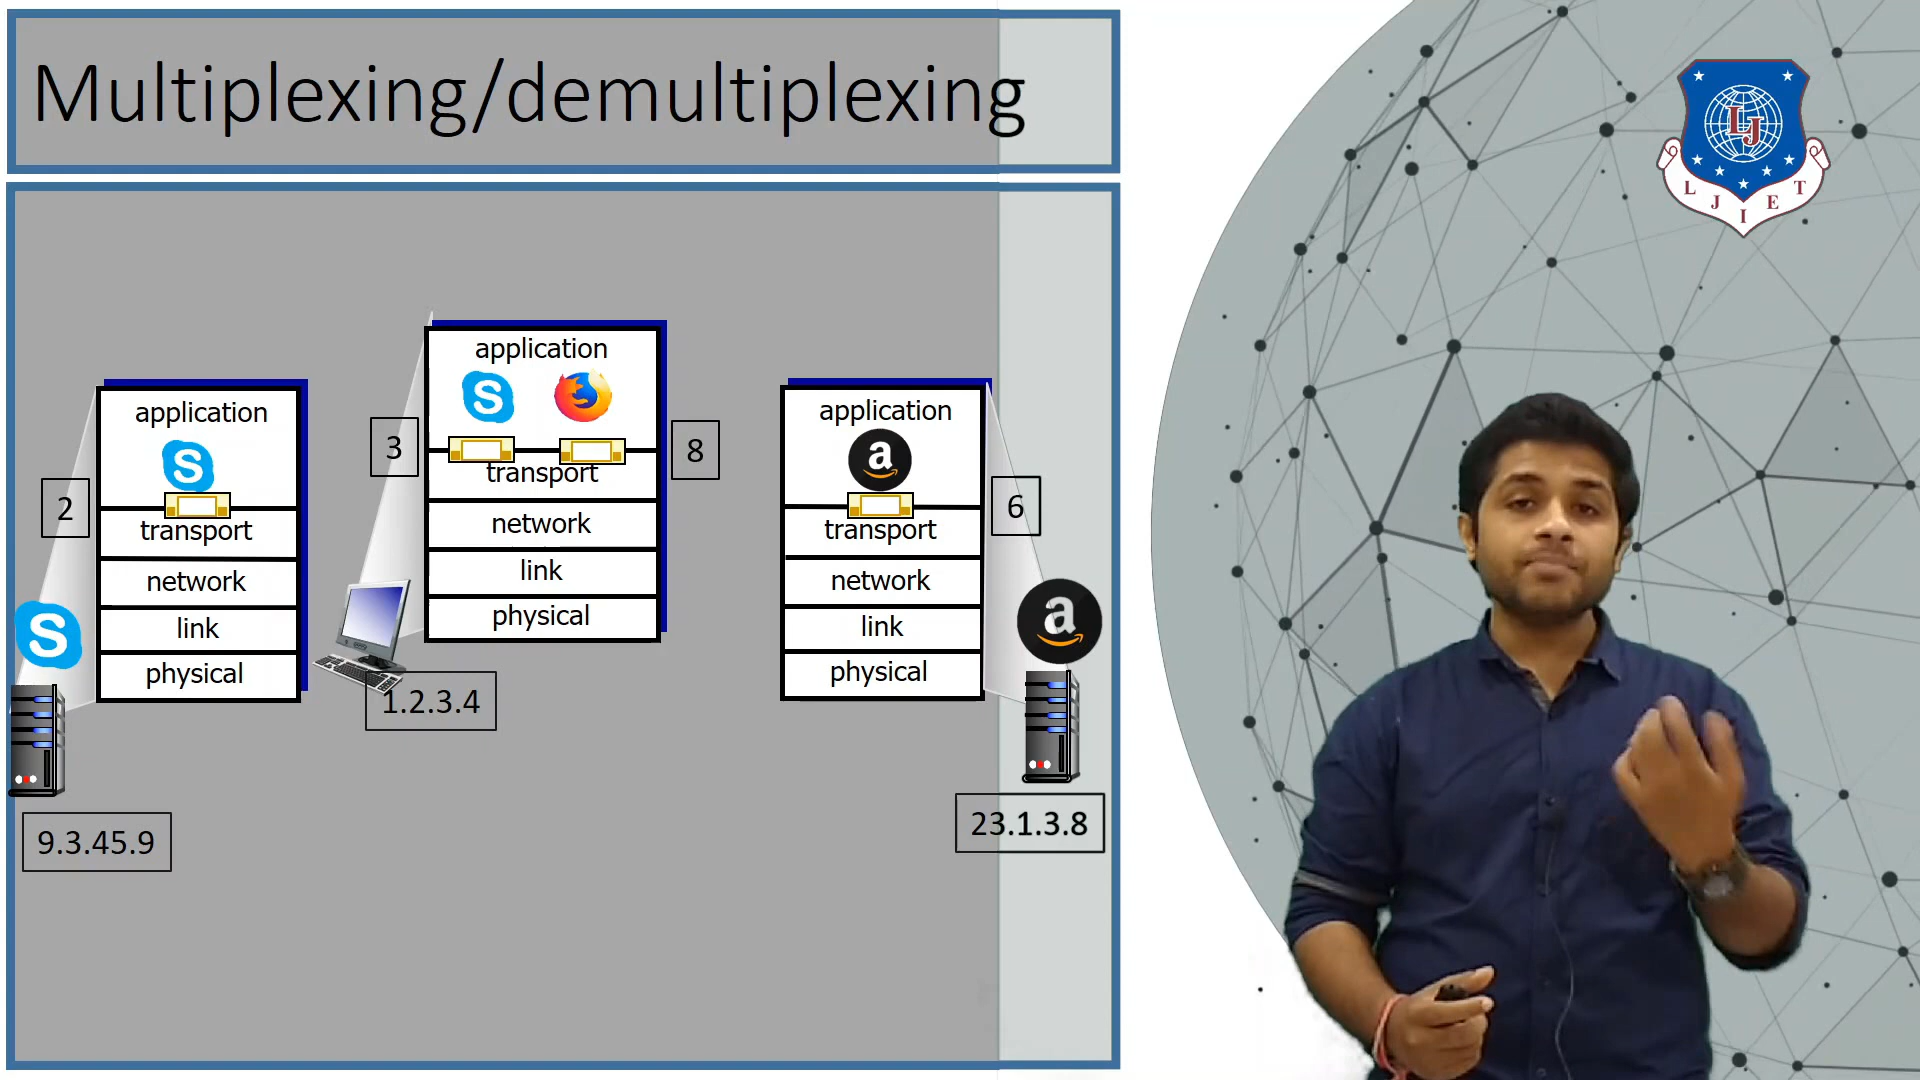 Multiplexing/demultiplexing
application
S
2
transport
network
link
physical
S
9.3.45.9
application
S
3
8
transport
network
link
physical
1.2.3.4
application
a
6
transport
network
link
physical
a
23.1.3.8
LJ
L J I E T